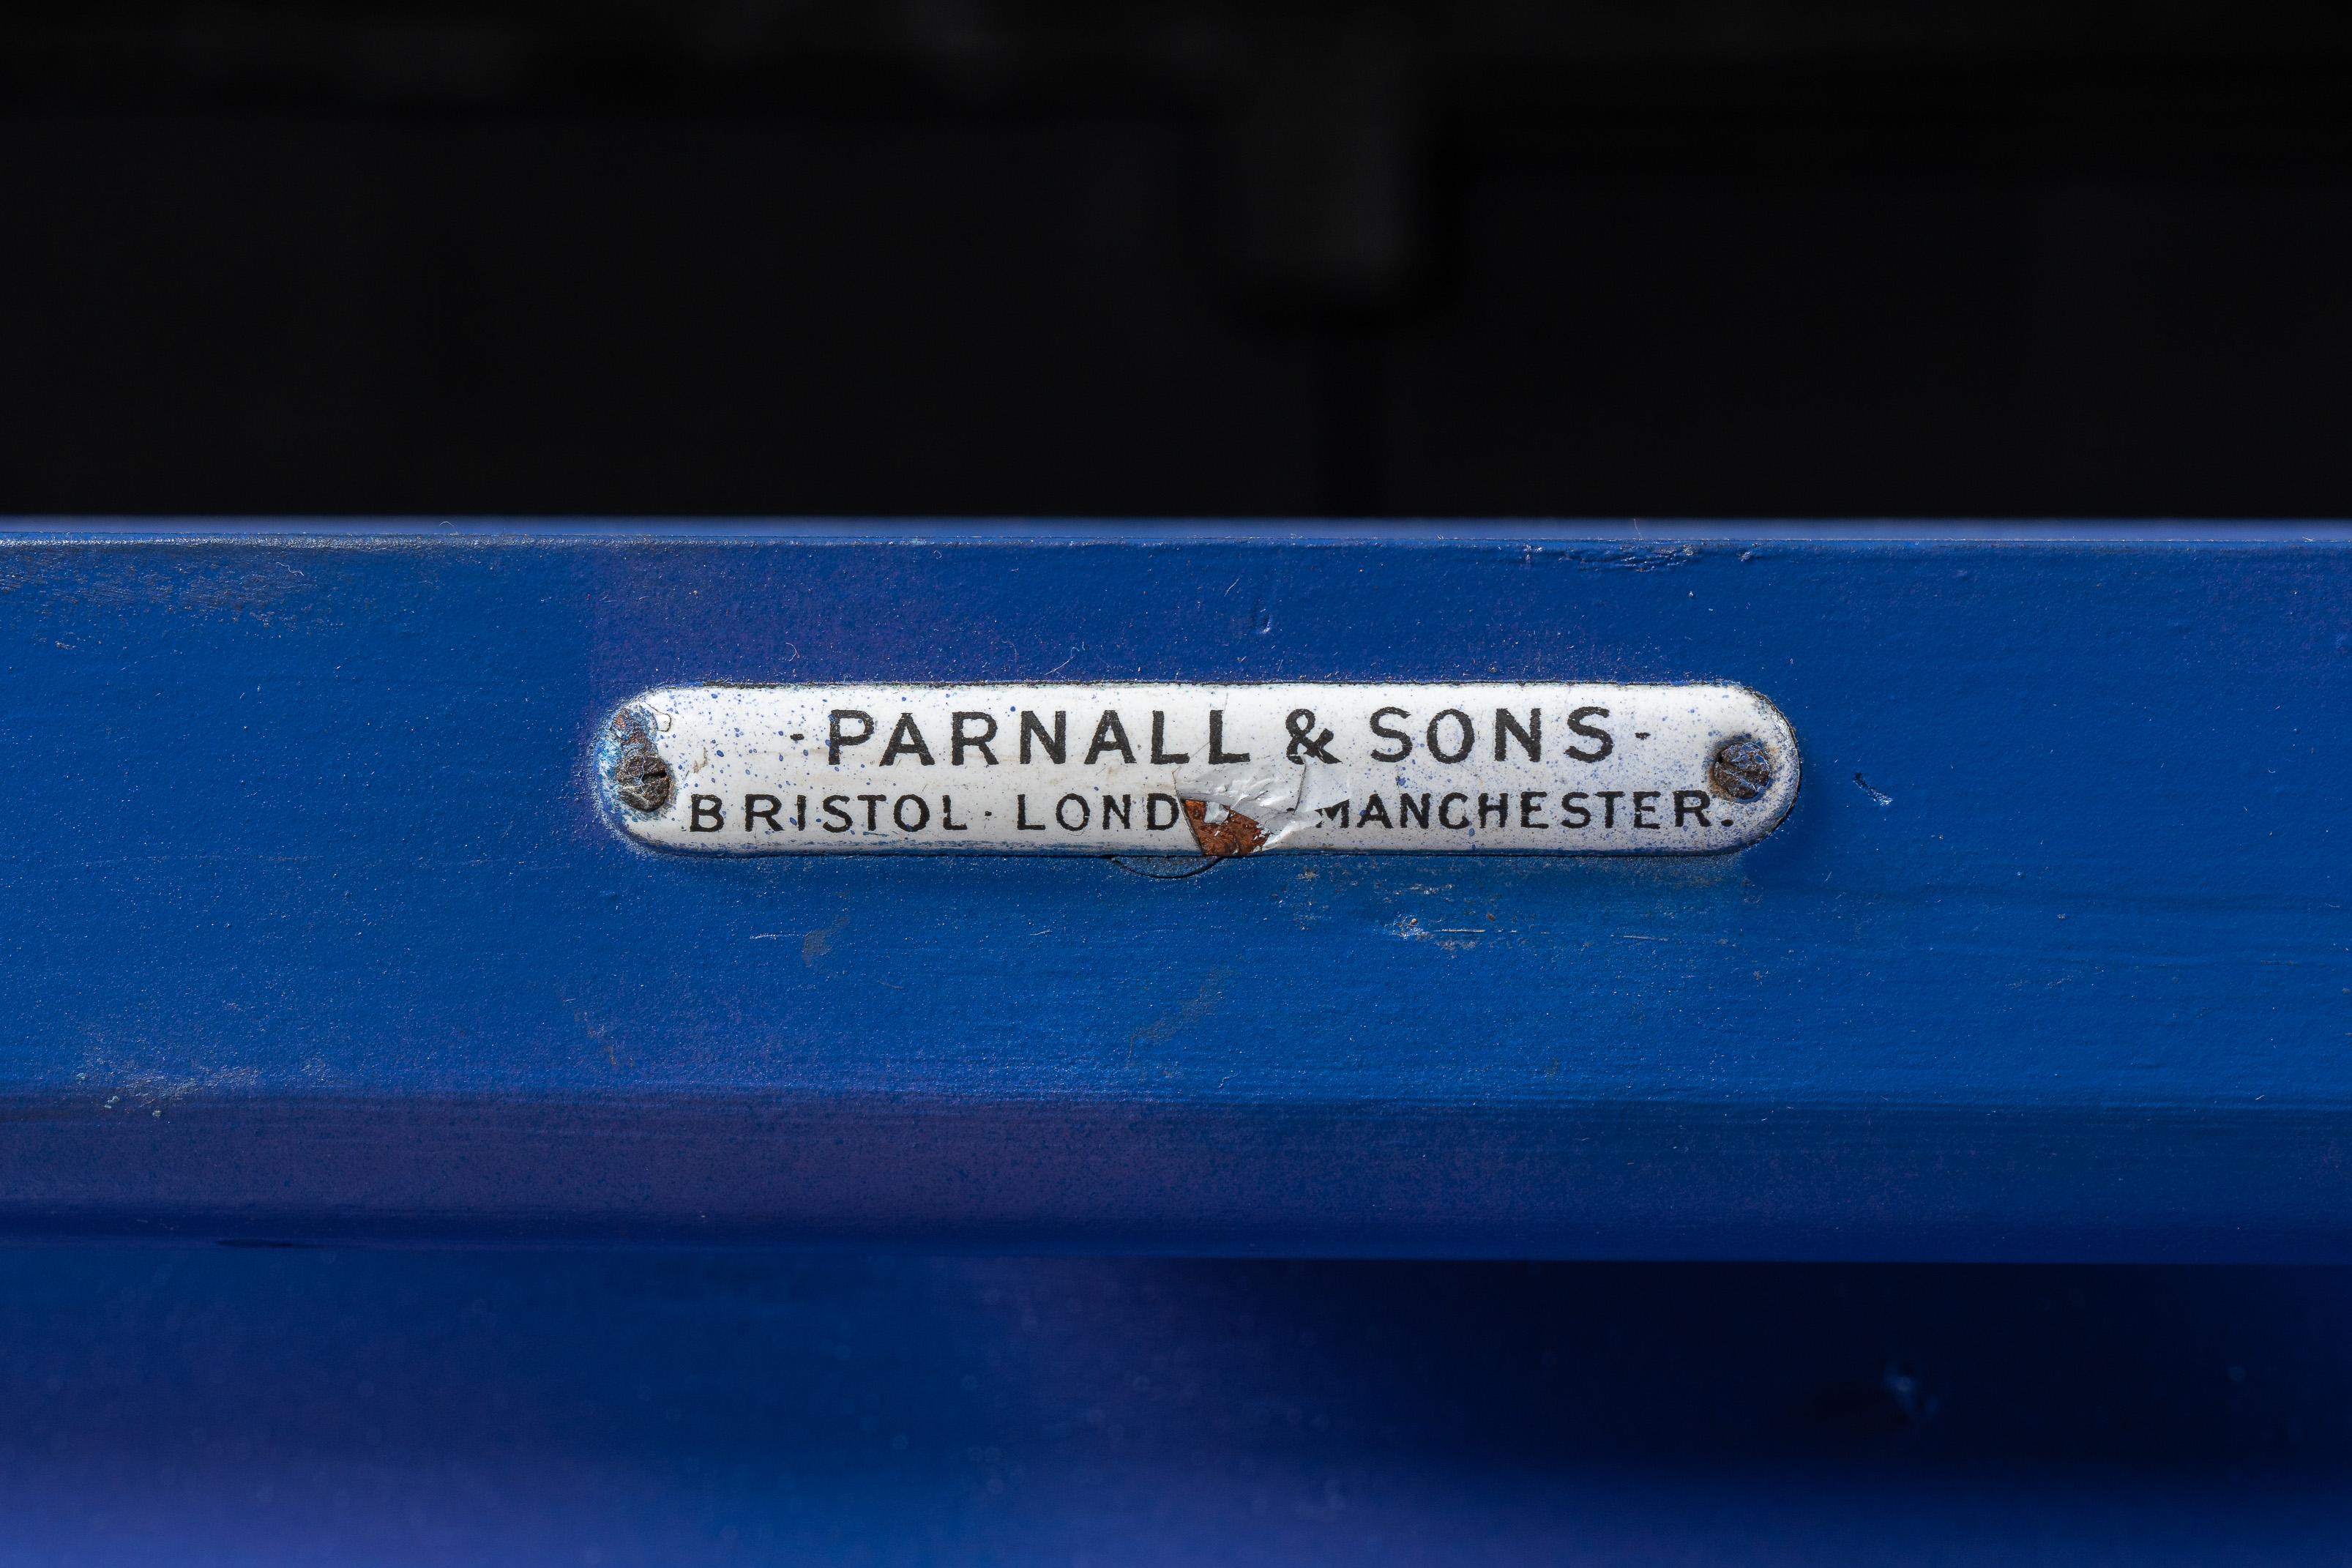 ·PARNALL & SONS·
BRISTOL · LOND · MANCHESTER.